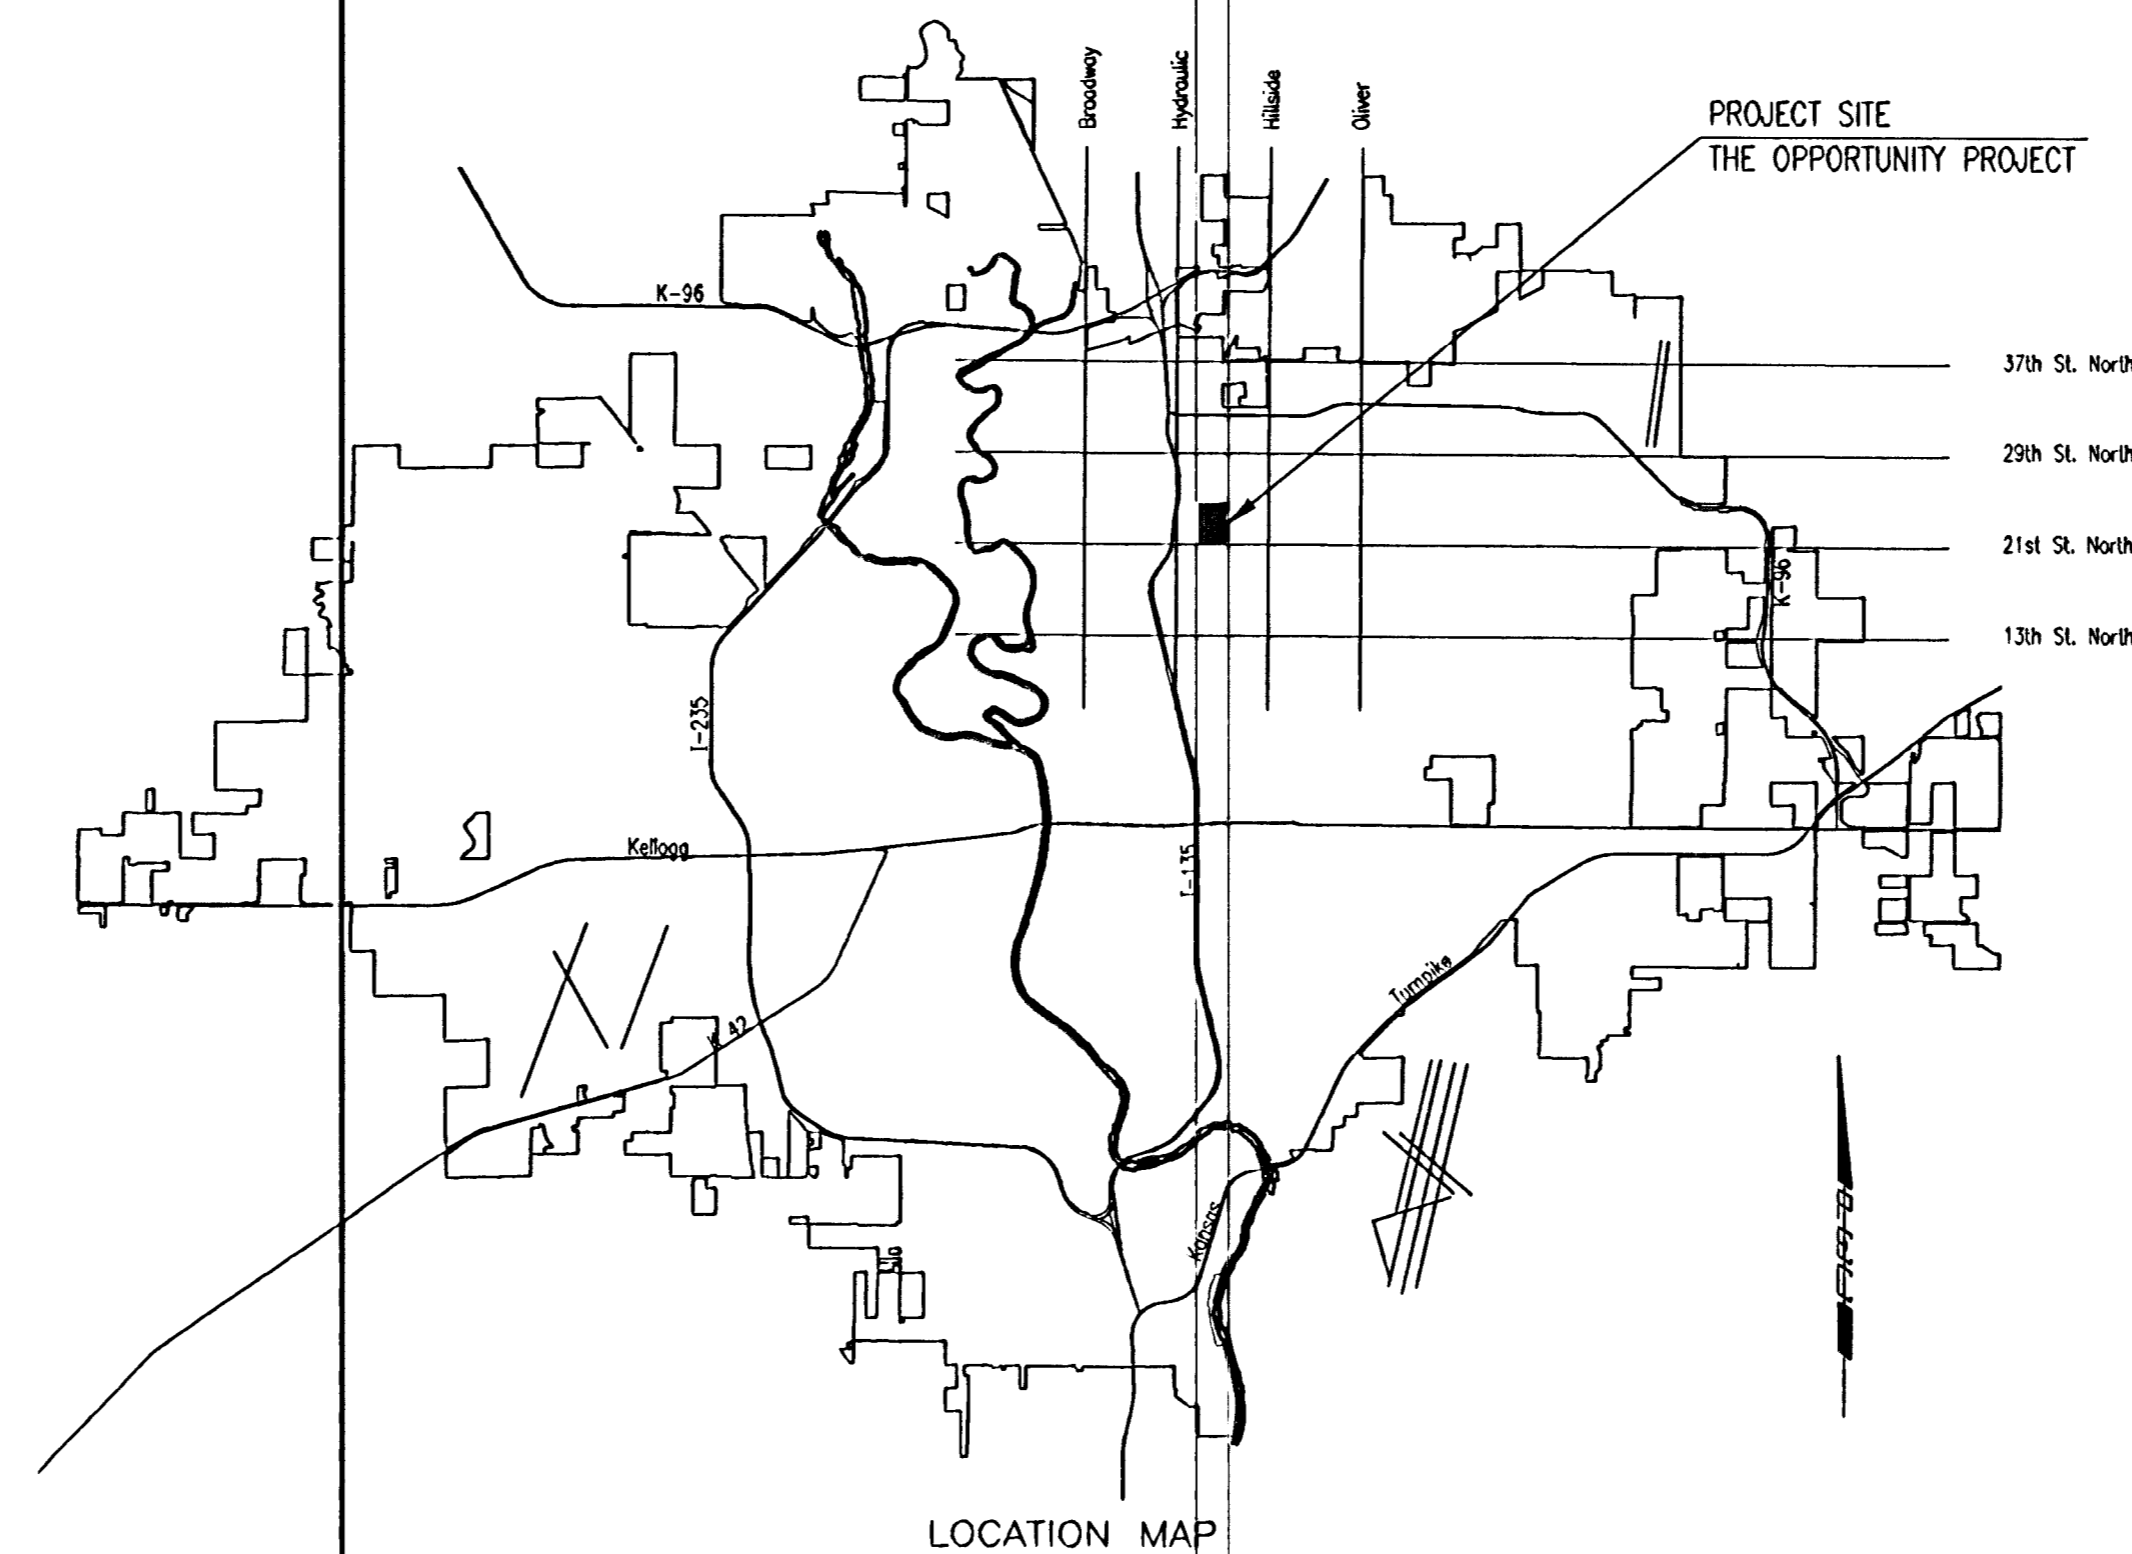 Broadway
Hydraulic
Hillside
Oliver
PROJECT SITE
THE OPPORTUNITY PROJECT
K-96
37th St. North
29th St. North
21st St. North
K-96
13th St. North
I-235
Kellogg
I-135
Turnpike
K 42
Kansas
LOCATION MAP